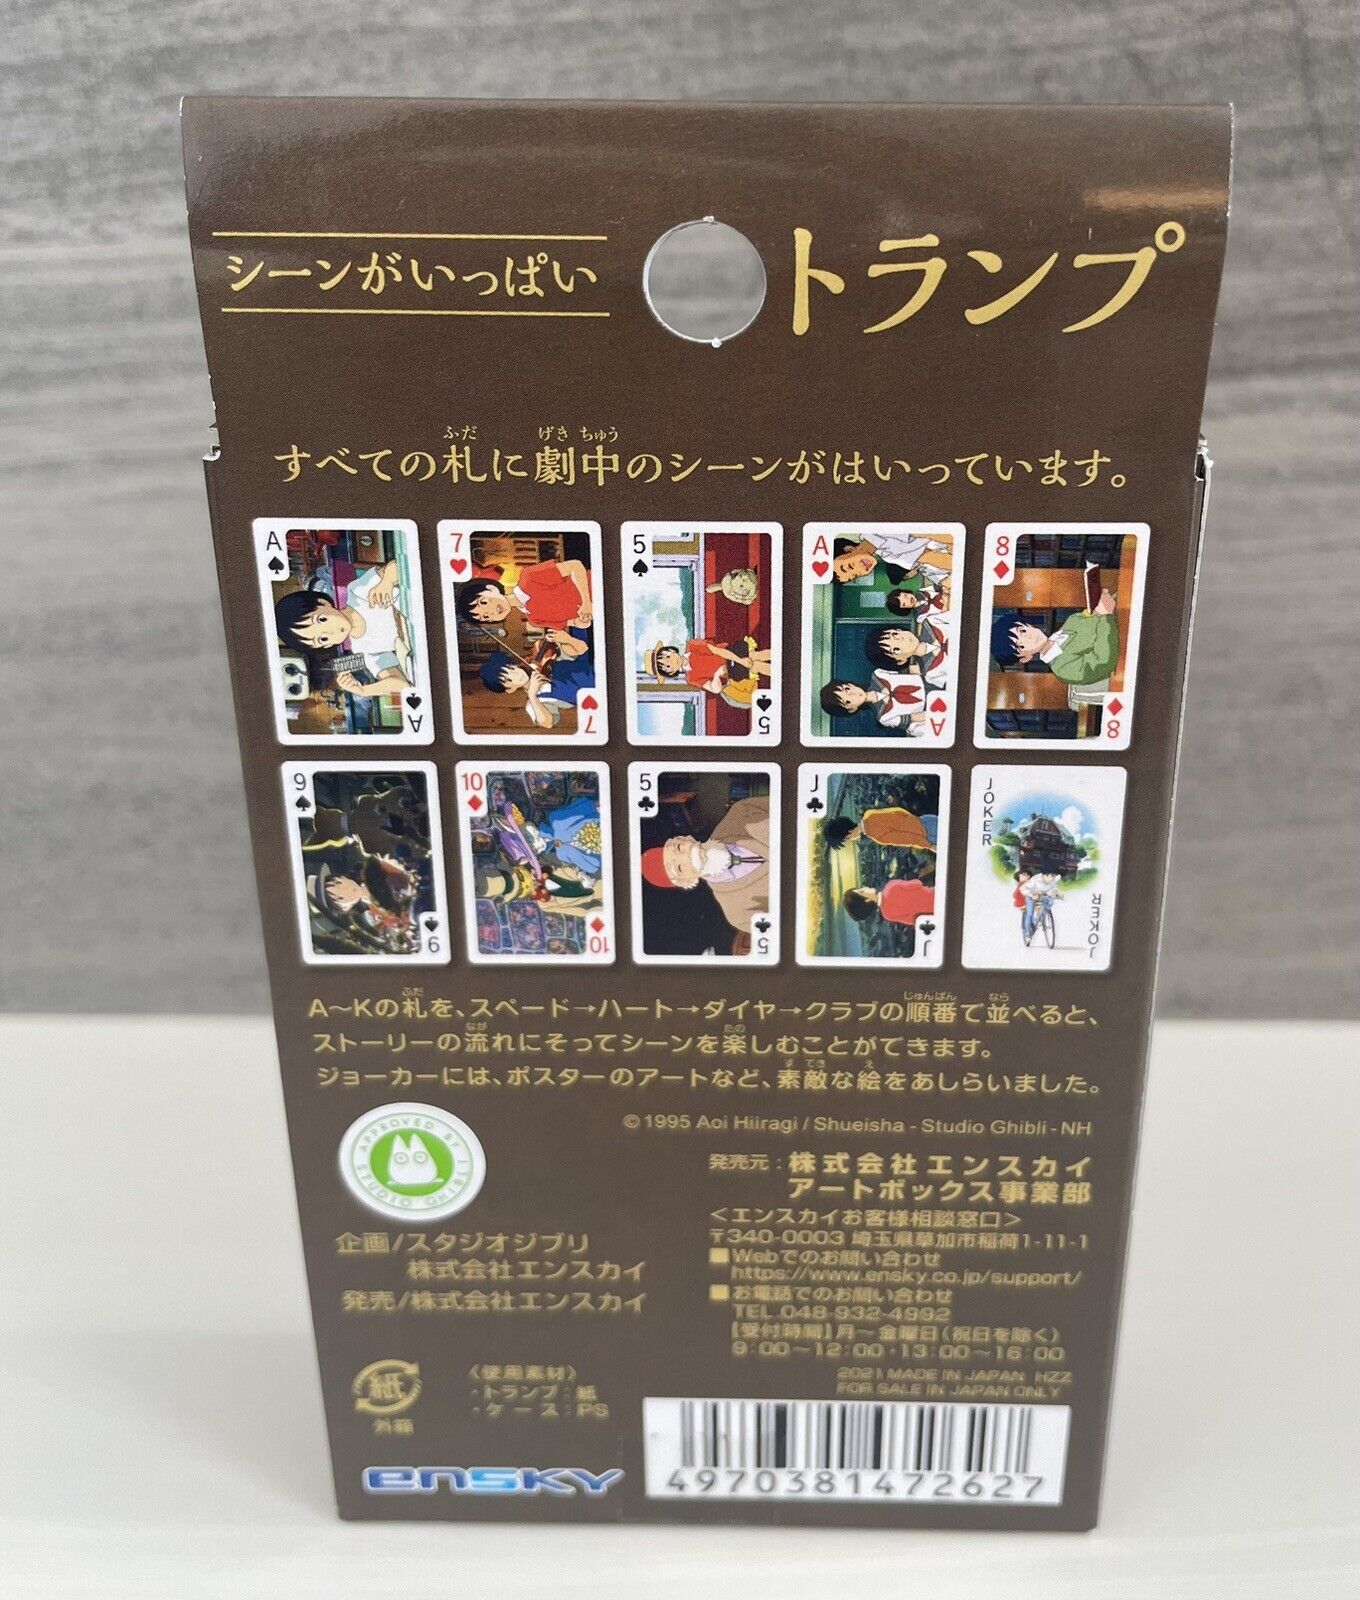 シーンがいっぱい
トランプ
すべての札に劇中のシーンがはいっています。
A♠
7♥
5♠
A♥
8♦
9♠
10♦
5♣
J♣
JOKER
A～Kの札を、スペード→ハート→ダイヤ→クラブの順番で並べると、
ストーリーの流れにそってシーンを楽しむことができます。
ジョーカーには、ポスターのアートなど、素敵な絵をあしらいました。
© 1995 Aoi Hiiragi / Shueisha - Studio Ghibli - NH
APPROVED BY STUDIO GHIBLI
企画/スタジオジブリ
株式会社エンスカイ
発売/株式会社エンスカイ
発売元：株式会社エンスカイ
アートボックス事業部
＜エンスカイお客様相談窓口＞
〒340-0003 埼玉県草加市稲荷1-11-1
■Webでのお問い合わせ
https://www.ensky.co.jp/support/
■お電話でのお問い合わせ
TEL.048-932-4992
【受付時間】月～金曜日（祝日を除く）
9:00～12:00・13:00～16:00
2021 MADE IN JAPAN HZZ
FOR SALE IN JAPAN ONLY
紙
外箱
〈使用素材〉
・トランプ：紙
・ケース：PS
ensky
4970381472627